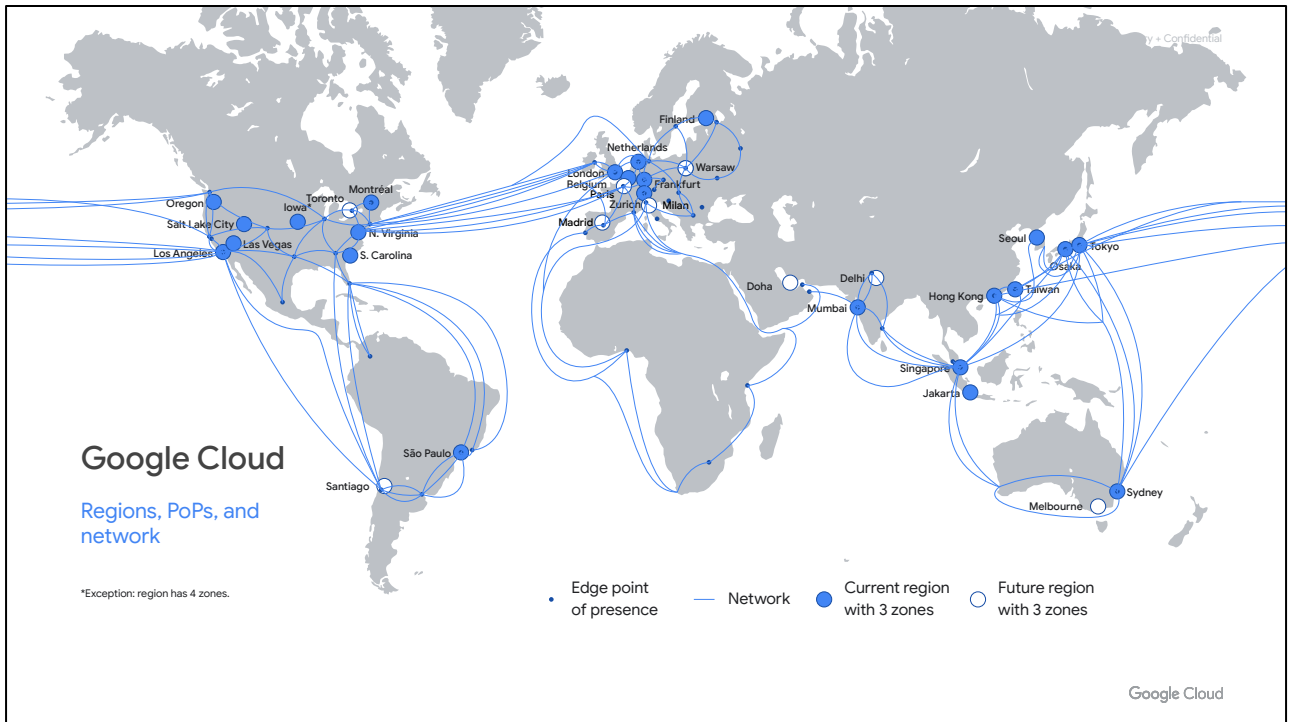 y + Confidential
Finland
Netherlands
London
Warsaw
Belgium
Frankfurt
Paris
Zurich
Milan
Madrid
Montréal
Toronto
Iowa*
Oregon
Salt Lake City
N. Virginia
Las Vegas
Los Angeles
S. Carolina
Seoul
Tokyo
Osaka
Doha
Delhi
Taiwan
Hong Kong
Mumbai
Singapore
Jakarta
São Paulo
Santiago
Sydney
Melbourne
Google Cloud
Regions, PoPs, and
network
*Exception: region has 4 zones.
Edge point
of presence
Network
Current region
with 3 zones
Future region
with 3 zones
Google Cloud